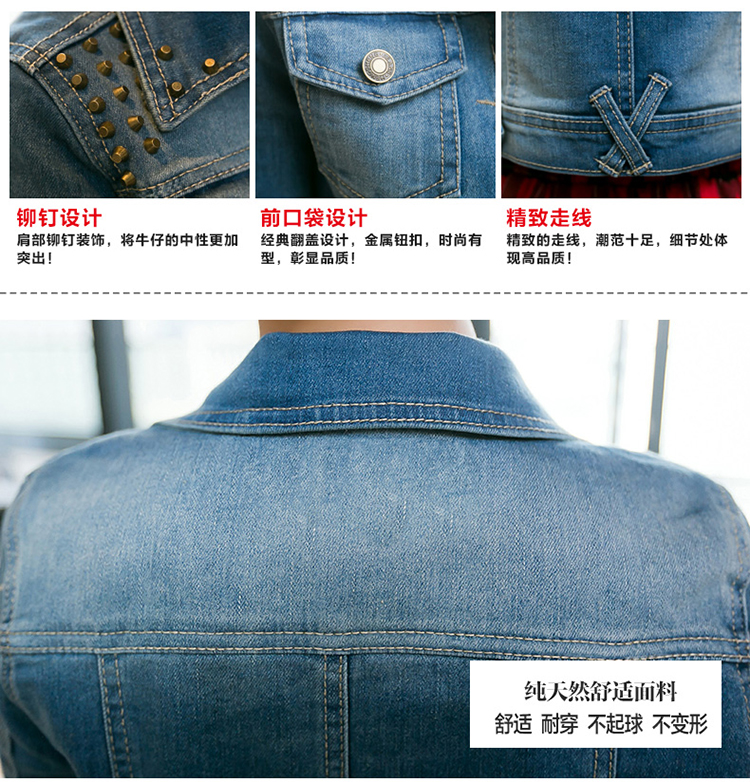 铆钉设计
肩部铆钉装饰，将牛仔的中性更加
突出！
前口袋设计
经典翻盖设计，金属钮扣，时尚有
型，彰显品质！
精致走线
精致的走线，潮范十足，细节处体
现高品质！
纯天然舒适面料
舒适 耐穿 不起球 不变形